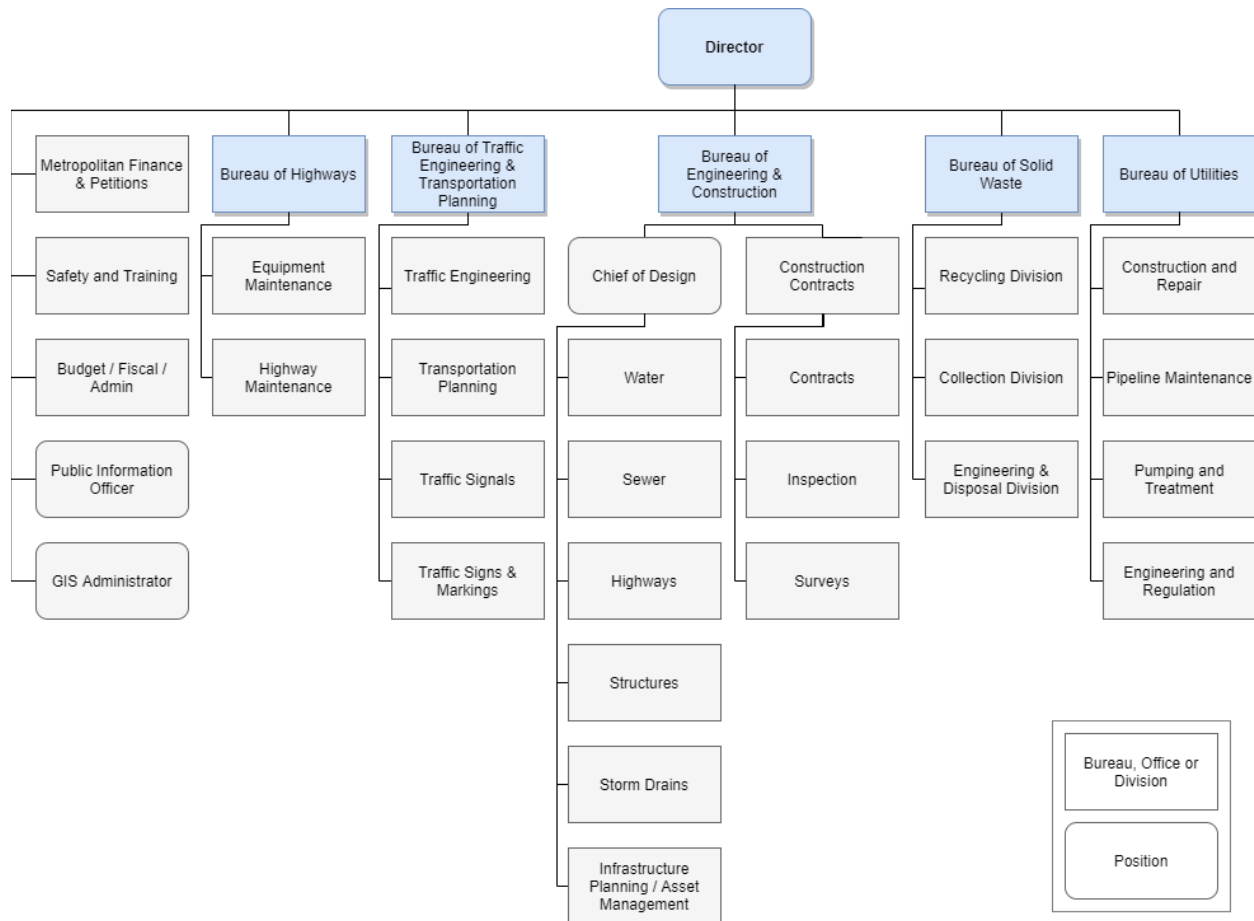 Director
Metropolitan Finance
& Petitions
Bureau of Highways
Bureau of Traffic
Engineering &
Transportation
Planning
Bureau of
Engineering &
Construction
Bureau of Solid
Waste
Bureau of Utilities
Safety and Training
Equipment
Maintenance
Traffic Engineering
Chief of Design
Construction
Contracts
Recycling Division
Construction and
Repair
Budget / Fiscal /
Admin
Highway
Maintenance
Transportation
Planning
Water
Contracts
Collection Division
Pipeline Maintenance
Public Information
Officer
Traffic Signals
Sewer
Inspection
Engineering &
Disposal Division
Pumping and
Treatment
GIS Administrator
Traffic Signs &
Markings
Highways
Surveys
Engineering and
Regulation
Structures
Storm Drains
Infrastructure
Planning / Asset
Management
Bureau, Office or
Division
Position